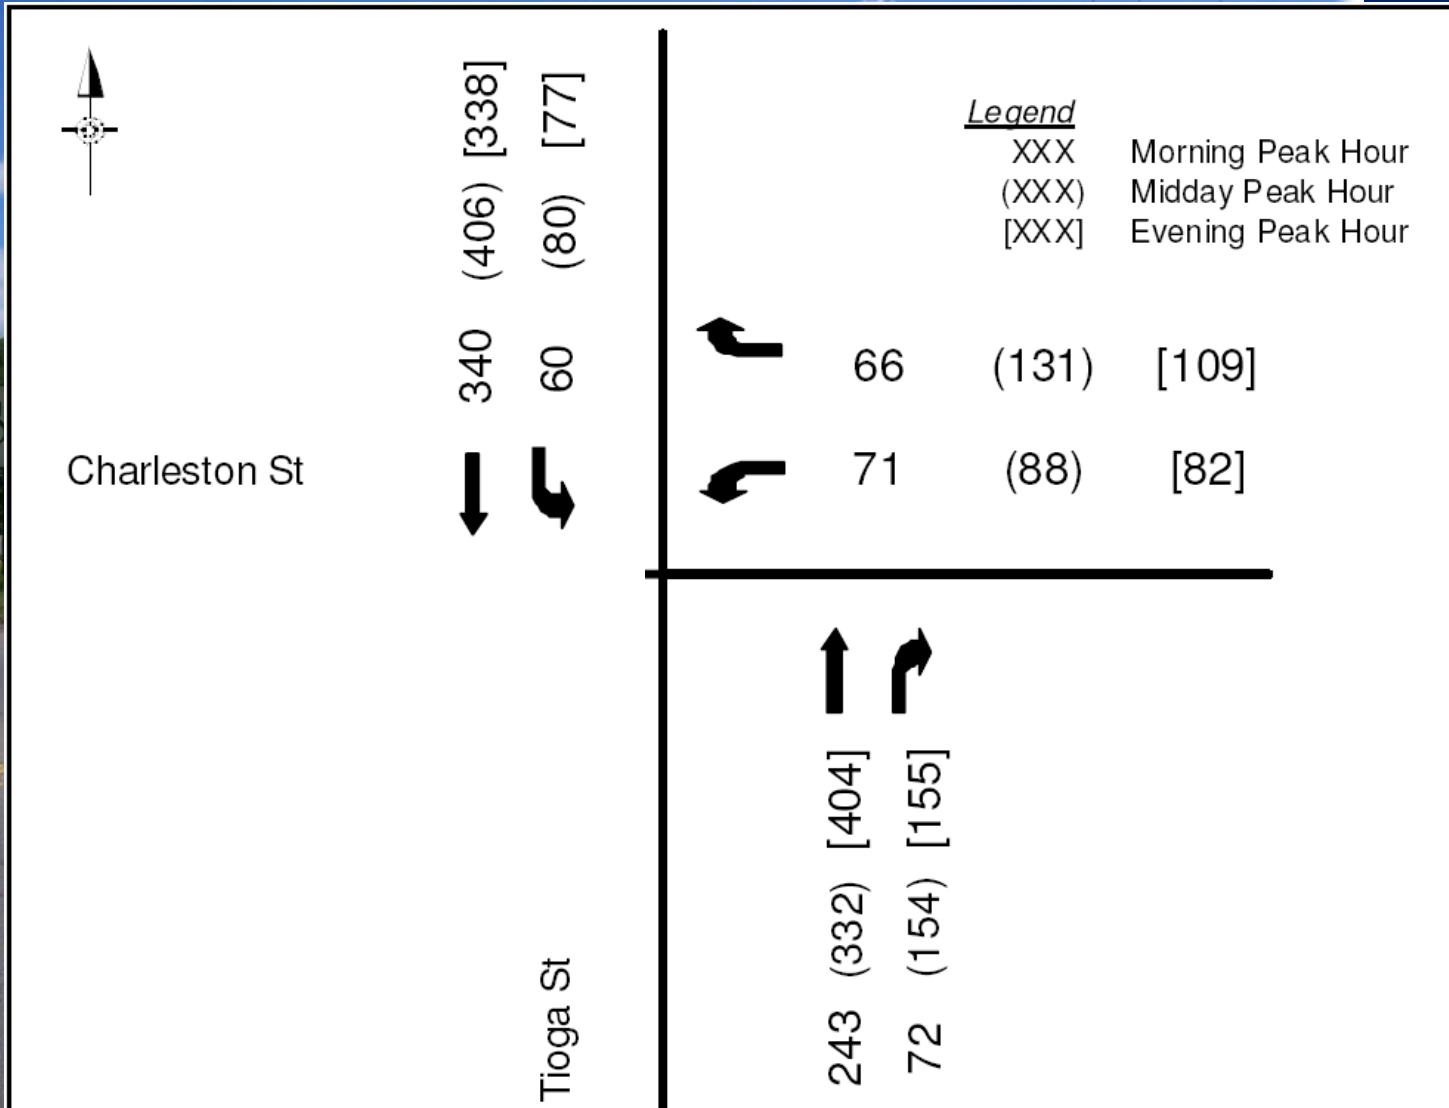 340 (406) [338]
60 (80) [77]
Legend
XXX Morning Peak Hour
(XXX) Midday Peak Hour
[XXX] Evening Peak Hour
66 (131) [109]
Charleston St
71 (88) [82]
Tioga St
243 (332) [404]
72 (154) [155]